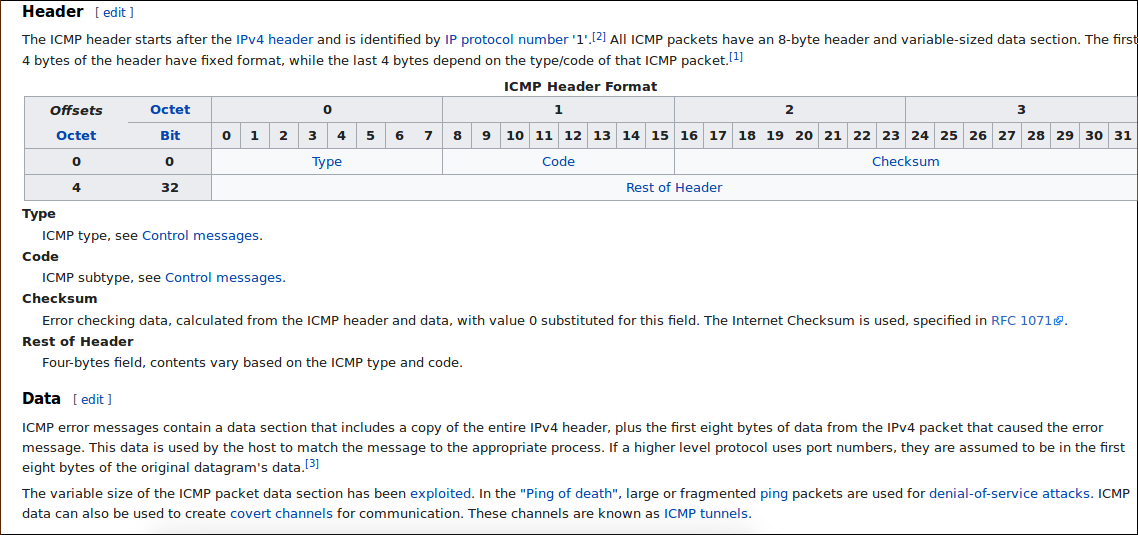 Header [ edit ]
The ICMP header starts after the IPv4 header and is identified by IP protocol number '1'.[2] All ICMP packets have an 8-byte header and variable-sized data section. The first
4 bytes of the header have fixed format, while the last 4 bytes depend on the type/code of that ICMP packet.[1]
ICMP Header Format
Offsets Octet 0 1 2 3
Octet Bit 0 1 2 3 4 5 6 7 8 9 10 11 12 13 14 15 16 17 18 19 20 21 22 23 24 25 26 27 28 29 30 31
0 0 Type Code Checksum
4 32 Rest of Header
Type
ICMP type, see Control messages.
Code
ICMP subtype, see Control messages.
Checksum
Error checking data, calculated from the ICMP header and data, with value 0 substituted for this field. The Internet Checksum is used, specified in RFC 1071.
Rest of Header
Four-bytes field, contents vary based on the ICMP type and code.
Data [ edit ]
ICMP error messages contain a data section that includes a copy of the entire IPv4 header, plus the first eight bytes of data from the IPv4 packet that caused the error
message. This data is used by the host to match the message to the appropriate process. If a higher level protocol uses port numbers, they are assumed to be in the first
eight bytes of the original datagram's data.[3]
The variable size of the ICMP packet data section has been exploited. In the "Ping of death", large or fragmented ping packets are used for denial-of-service attacks. ICMP
data can also be used to create covert channels for communication. These channels are known as ICMP tunnels.